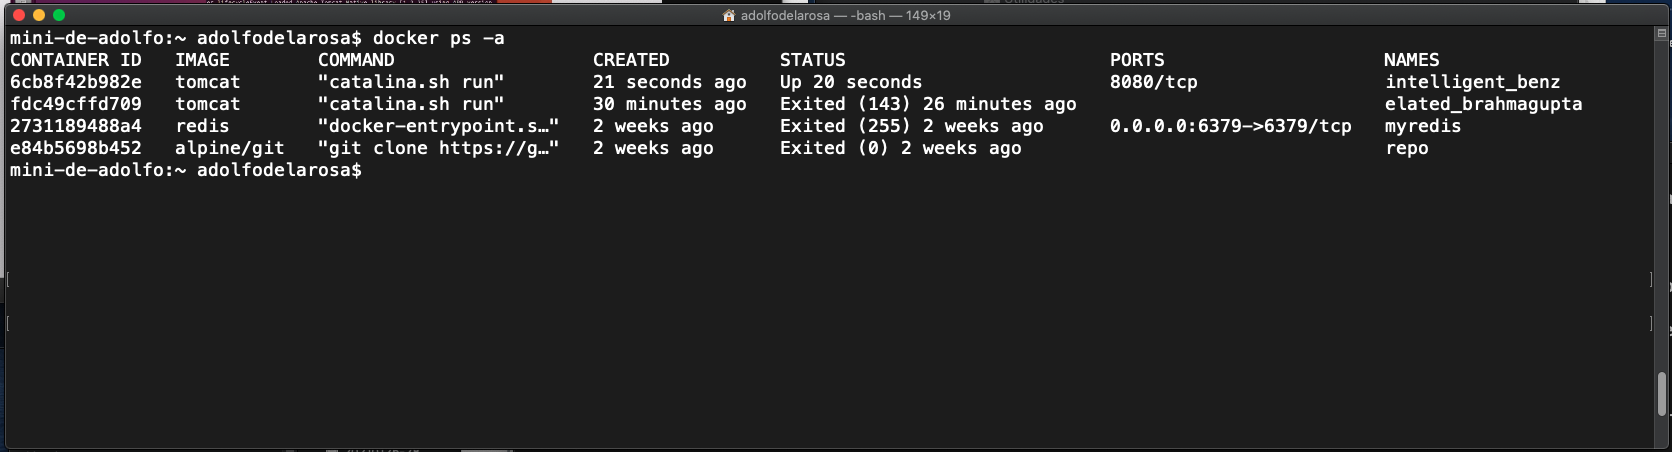 adolfodelarosa — -bash — 149×19
mini-de-adolfo:~ adolfodelarosa$ docker ps -a
CONTAINER ID   IMAGE        COMMAND                  CREATED          STATUS                        PORTS                    NAMES
6cb8f42b982e   tomcat       "catalina.sh run"        21 seconds ago   Up 20 seconds                 8080/tcp                 intelligent_benz
fdc49cffd709   tomcat       "catalina.sh run"        30 minutes ago   Exited (143) 26 minutes ago                            elated_brahmagupta
2731189488a4   redis        "docker-entrypoint.s…"   2 weeks ago      Exited (255) 2 weeks ago      0.0.0.0:6379->6379/tcp   myredis
e84b5698b452   alpine/git   "git clone https://g…"   2 weeks ago      Exited (0) 2 weeks ago                                 repo
mini-de-adolfo:~ adolfodelarosa$